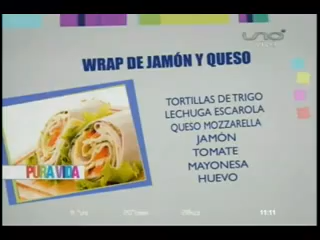 uno
WRAP DE JAMÓN Y QUESO
TORTILLAS DE TRIGO
LECHUGA ESCAROLA
QUESO MOZZARELLA
JAMÓN
TOMATE
MAYONESA
HUEVO
PURA VIDA
11:11